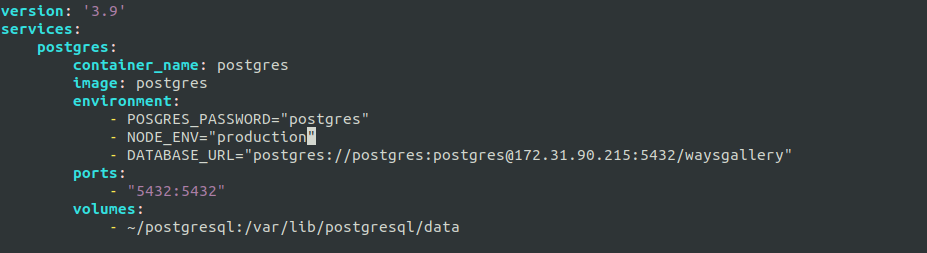 version: '3.9'
services:
    postgres:
        container_name: postgres
        image: postgres
        environment:
            - POSGRES_PASSWORD="postgres"
            - NODE_ENV="production"
            - DATABASE_URL="postgres://postgres:postgres@172.31.90.215:5432/waysgallery"
        ports:
            - "5432:5432"
        volumes:
            - ~/postgresql:/var/lib/postgresql/data